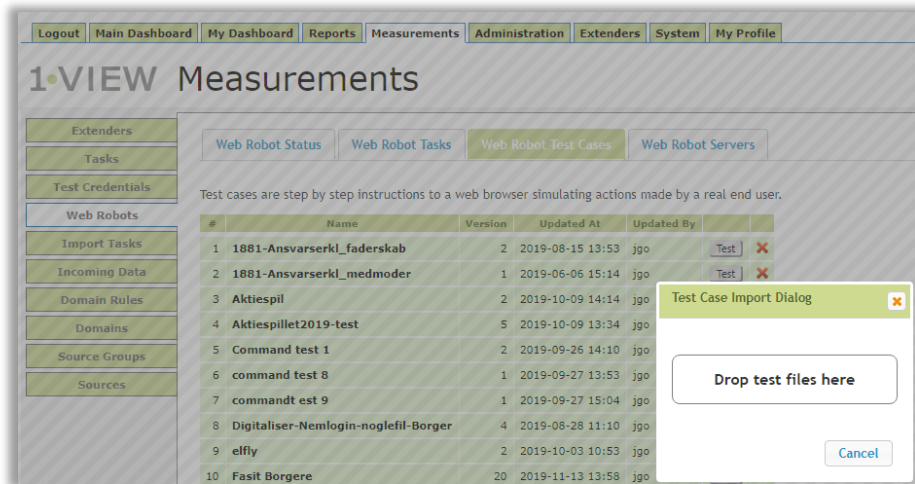 Logout Main Dashboard My Dashboard Reports Measurements Administration Extenders System My Profile
1•VIEW Measurements
Extenders
Tasks
Test Credentials
Web Robots
Import Tasks
Incoming Data
Domain Rules
Domains
Source Groups
Sources
Web Robot Status Web Robot Tasks Web Robot Test Cases Web Robot Servers
Test cases are step by step instructions to a web browser simulating actions made by a real end user.
# Name Version Updated At Updated By
1 1881-Ansvarserkl_faderskab 2 2019-08-15 13:53 jgo Test
2 1881-Ansvarserkl_medmoder 1 2019-06-06 15:14 jgo Test
3 Aktiespil 2 2019-10-09 14:14 jgo
4 Aktiespillet2019-test 5 2019-10-09 13:34 jgo
5 Command test 1 2 2019-09-26 14:10 jgo
6 command test 8 1 2019-09-27 13:53 jgo
7 commandt est 9 1 2019-09-27 15:04 jgo
8 Digitaliser-Nemlogin-noglefil-Borger 4 2019-08-28 11:10 jgo
9 elfly 2 2019-10-03 10:53 jgo
10 Fasit Borgere 20 2019-11-13 13:58 jgo
Test Case Import Dialog
Drop test files here
Cancel